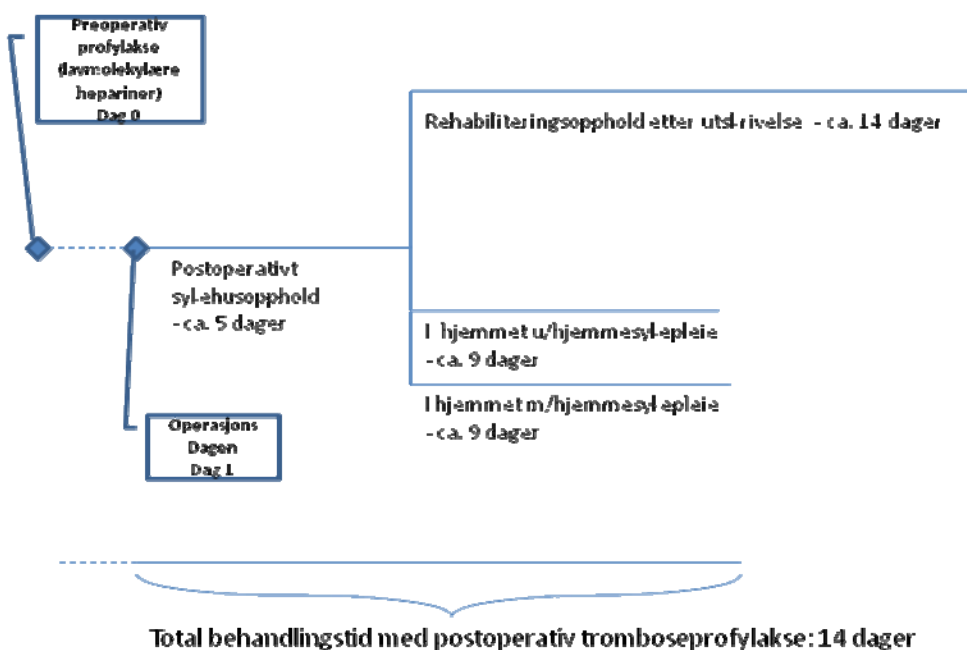 Preoperativ
profylakse
(lavmolekylære
hepariner)
Dag 0
Rehabiliteringsopphold etter utskrivelse - ca. 14 dager
Postoperativt
sykehusopphold
- ca. 5 dager
I hjemmet u/hjemmesykepleie
- ca. 9 dager
I hjemmet m/hjemmesykepleie
- ca. 9 dager
Operasjons
Dagen
Dag 1
Total behandlingstid med postoperativ tromboseprofylakse: 14 dager